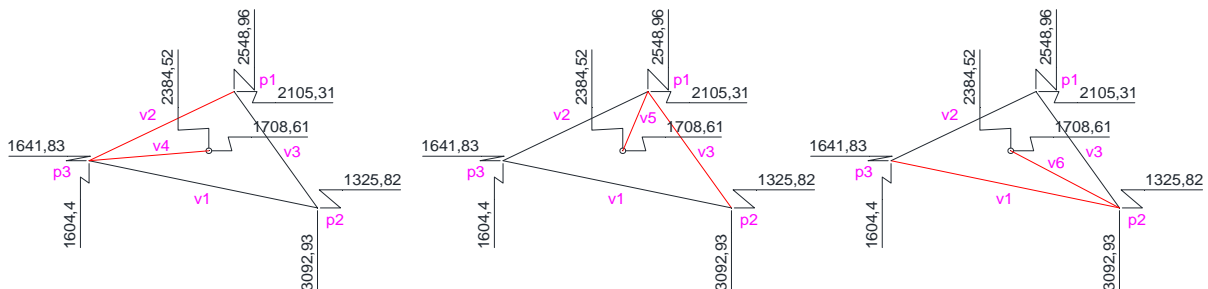 2548,96
2384,52
p1
2105,31
v2
1708,61
1641,83
v4
v3
p3
1325,82
v1
p2
1604,4
3092,93
2548,96
2384,52
p1
2105,31
v2
v5
1708,61
1641,83
v3
p3
1325,82
v1
p2
1604,4
3092,93
2548,96
2384,52
p1
2105,31
v2
1708,61
1641,83
v3
v6
p3
1325,82
v1
p2
1604,4
3092,93